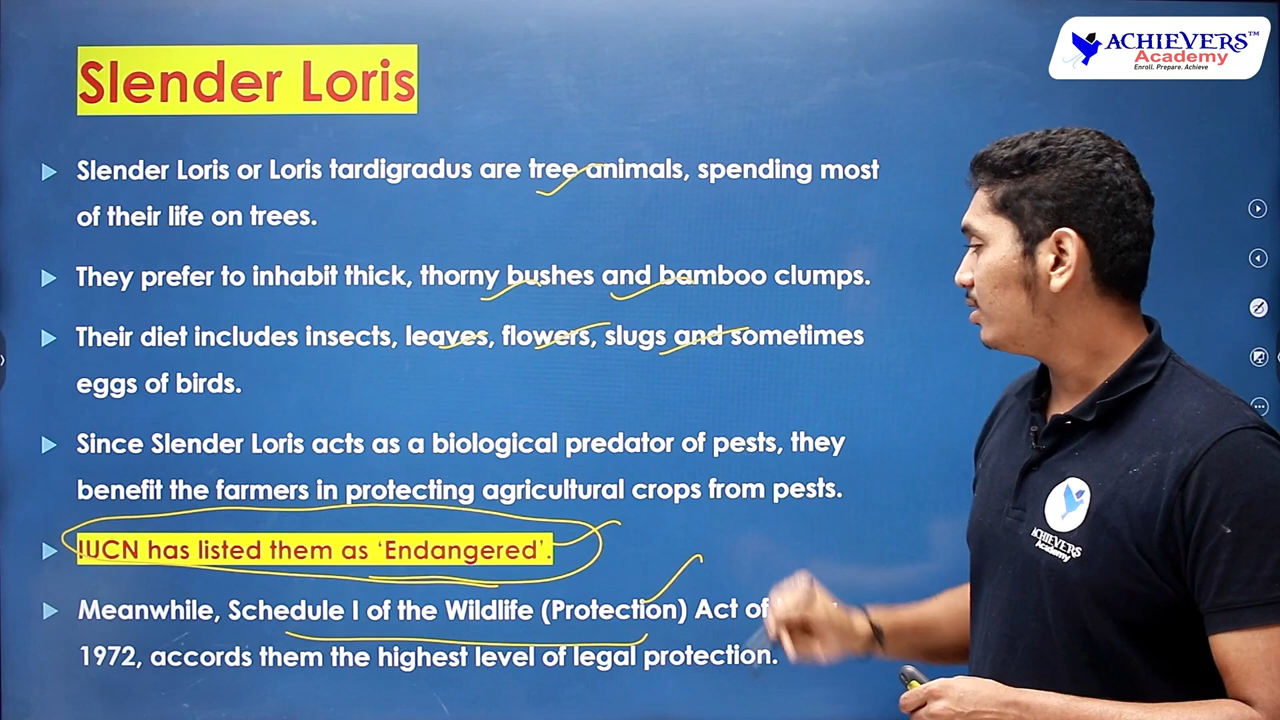 ACHIEVERS™
Academy
Enroll. Prepare. Achieve
Slender Loris
Slender Loris or Loris tardigradus are tree animals, spending most
of their life on trees.
They prefer to inhabit thick, thorny bushes and bamboo clumps.
Their diet includes insects, leaves, flowers, slugs and sometimes
eggs of birds.
Since Slender Loris acts as a biological predator of pests, they
benefit the farmers in protecting agricultural crops from pests.
IUCN has listed them as ‘Endangered’.
Meanwhile, Schedule I of the Wildlife (Protection) Act of
1972, accords them the highest level of legal protection.
ACHIEVERS
Academy